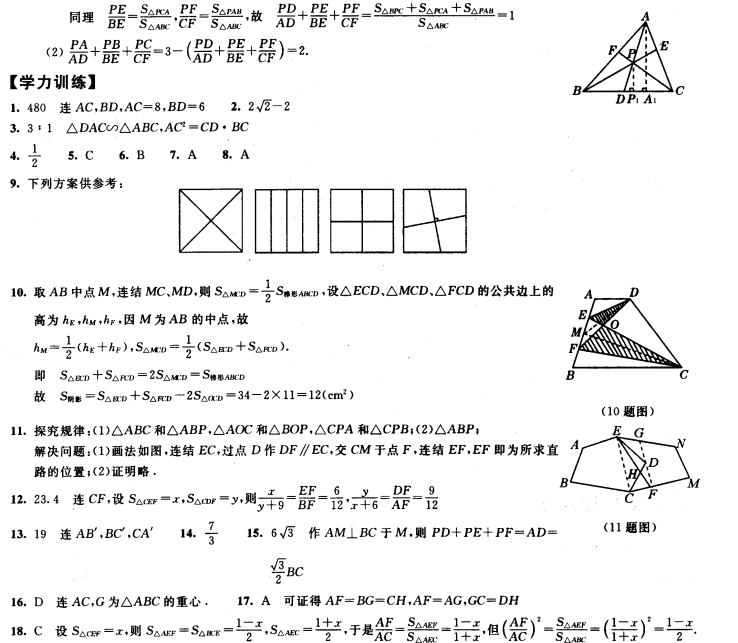 同理 PE/BE=S△PCA/S△ABC,PF/CF=S△PAB/S△ABC,故 PD/AD+PE/BE+PF/CF=(S△BPC+S△PCA+S△PAB)/S△ABC=1
(2) PA/AD+PB/BE+PC/CF=3-(PD/AD+PE/BE+PF/CF)=2.
【学力训练】
1. 480 连 AC,BD,AC=8,BD=6 2. 2√2-2
3. 3:1 △DAC∽△ABC,AC²=CD·BC
4. 1/2 5. C 6. B 7. A 8. A
9. 下列方案供参考:
10. 取 AB 中点 M,连结 MC、MD,则 S△MCD=1/2 S梯形ABCD,设△ECD、△MCD、△FCD 的公共边上的
高为 hE,hM,hF,因 M 为 AB 的中点,故
hM=1/2(hE+hF),S△MCD=1/2(S△ECD+S△FCD).
即 S△ECD+S△FCD=2S△MCD=S梯形ABCD
故 S阴影=S△ECD+S△FCD-2S△OCD=34-2×11=12(cm²)
11. 探究规律:(1)△ABC 和△ABP,△AOC 和△BOP,△CPA 和△CPB;(2)△ABP;
解决问题:(1)画法如图,连结 EC,过点 D 作 DF∥EC,交 CM 于点 F,连结 EF,EF 即为所求直
路的位置;(2)证明略.
12. 23.4 连 CF,设 S△CEF=x,S△CDF=y,则 x/(y+9)=EF/BF=6/12,y/(x+6)=DF/AF=9/12
13. 19 连 AB′,BC′,CA′ 14. 7/3 15. 6√3 作 AM⊥BC 于 M,则 PD+PE+PF=AD=
√3/2 BC
16. D 连 AC,G 为△ABC 的重心. 17. A 可证得 AF=BG=CH,AF=AG,GC=DH
18. C 设 S△CEF=x,则 S△AEF=S△BCE=(1-x)/2,S△AEC=(1+x)/2,于是 AF/AC=S△AEF/S△AEC=(1-x)/(1+x),但(AF/AC)²=S△AEF/S△ABC=((1-x)/(1+x))²=(1-x)/2.
A
F P E
B D P₁ A₁ C
A D
E O
M
F
B C
(10 题图)
E G
A N
D
H
B M
C F
(11 题图)